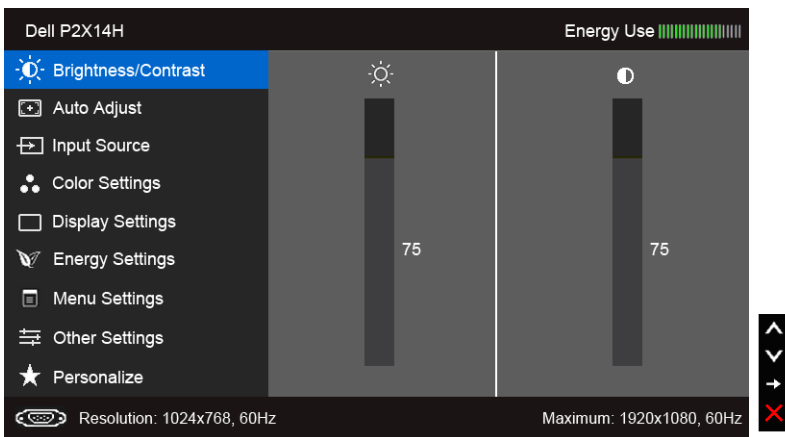 Dell P2X14H
Energy Use
Brightness/Contrast
Auto Adjust
Input Source
Color Settings
Display Settings
Energy Settings
Menu Settings
Other Settings
Personalize
75
75
Resolution: 1024x768, 60Hz
Maximum: 1920x1080, 60Hz